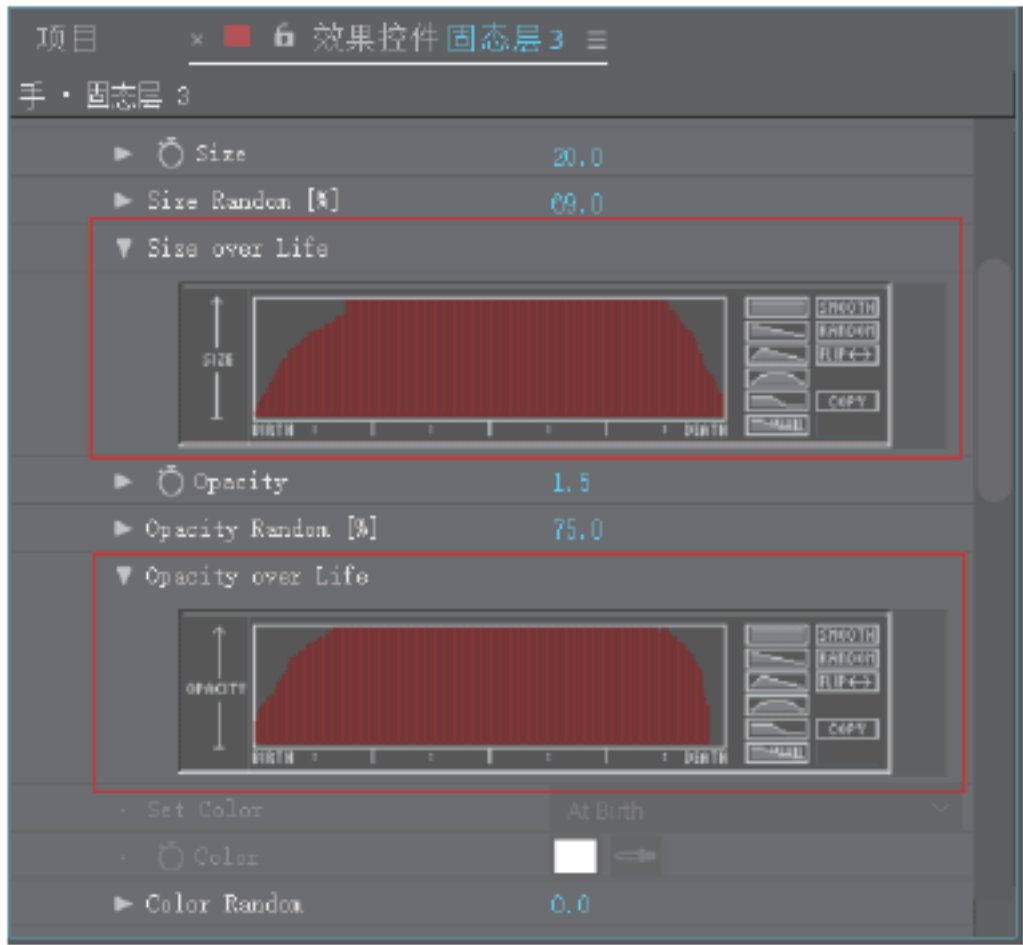 项目 × 效果控件 固态层 3 ≡
手 · 固态层 3
Size 20.0
Size Random [%] 69.0
Size over Life
SIZE
SMOOTH
RANDOM
FLIP<->
COPY
BIRTH DEATH
Opacity 1.5
Opacity Random [%] 75.0
Opacity over Life
OPACITY
SMOOTH
RANDOM
FLIP<->
COPY
BIRTH DEATH
Set Color At Birth
Color
Color Random 0.0